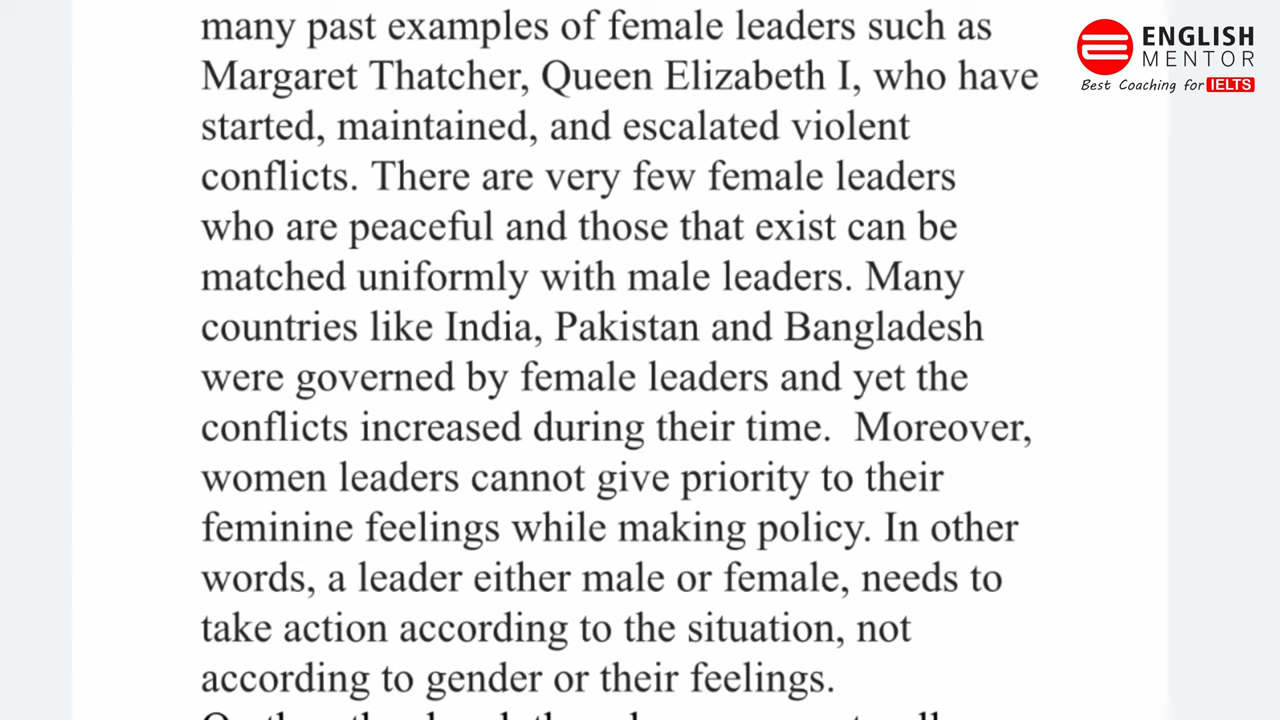 many past examples of female leaders such as
Margaret Thatcher, Queen Elizabeth I, who have
started, maintained, and escalated violent
conflicts. There are very few female leaders
who are peaceful and those that exist can be
matched uniformly with male leaders. Many
countries like India, Pakistan and Bangladesh
were governed by female leaders and yet the
conflicts increased during their time.  Moreover,
women leaders cannot give priority to their
feminine feelings while making policy. In other
words, a leader either male or female, needs to
take action according to the situation, not
according to gender or their feelings.
ENGLISH
MENTOR
Best Coaching for IELTS